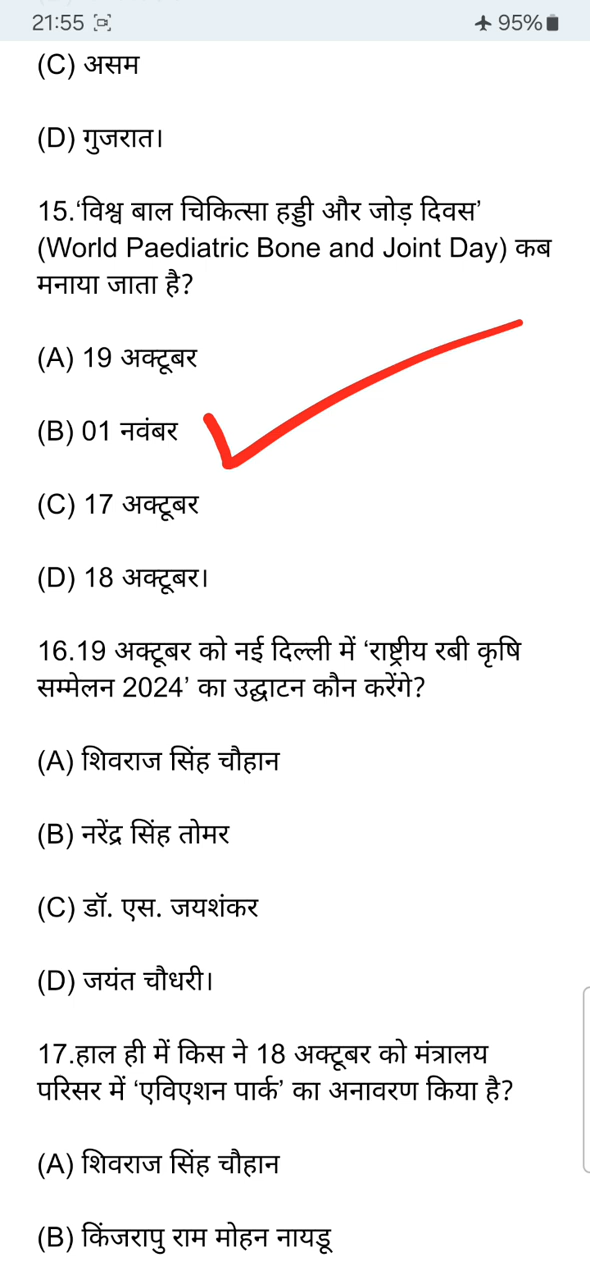 21:55 95%
(C) असम
(D) गुजरात।
15.‘विश्व बाल चिकित्सा हड्डी और जोड़ दिवस’
(World Paediatric Bone and Joint Day) कब
मनाया जाता है?
(A) 19 अक्टूबर
(B) 01 नवंबर
(C) 17 अक्टूबर
(D) 18 अक्टूबर।
16.19 अक्टूबर को नई दिल्ली में ‘राष्ट्रीय रबी कृषि
सम्मेलन 2024’ का उद्घाटन कौन करेंगे?
(A) शिवराज सिंह चौहान
(B) नरेंद्र सिंह तोमर
(C) डॉ. एस. जयशंकर
(D) जयंत चौधरी।
17.हाल ही में किस ने 18 अक्टूबर को मंत्रालय
परिसर में ‘एविएशन पार्क’ का अनावरण किया है?
(A) शिवराज सिंह चौहान
(B) किंजरापु राम मोहन नायडू